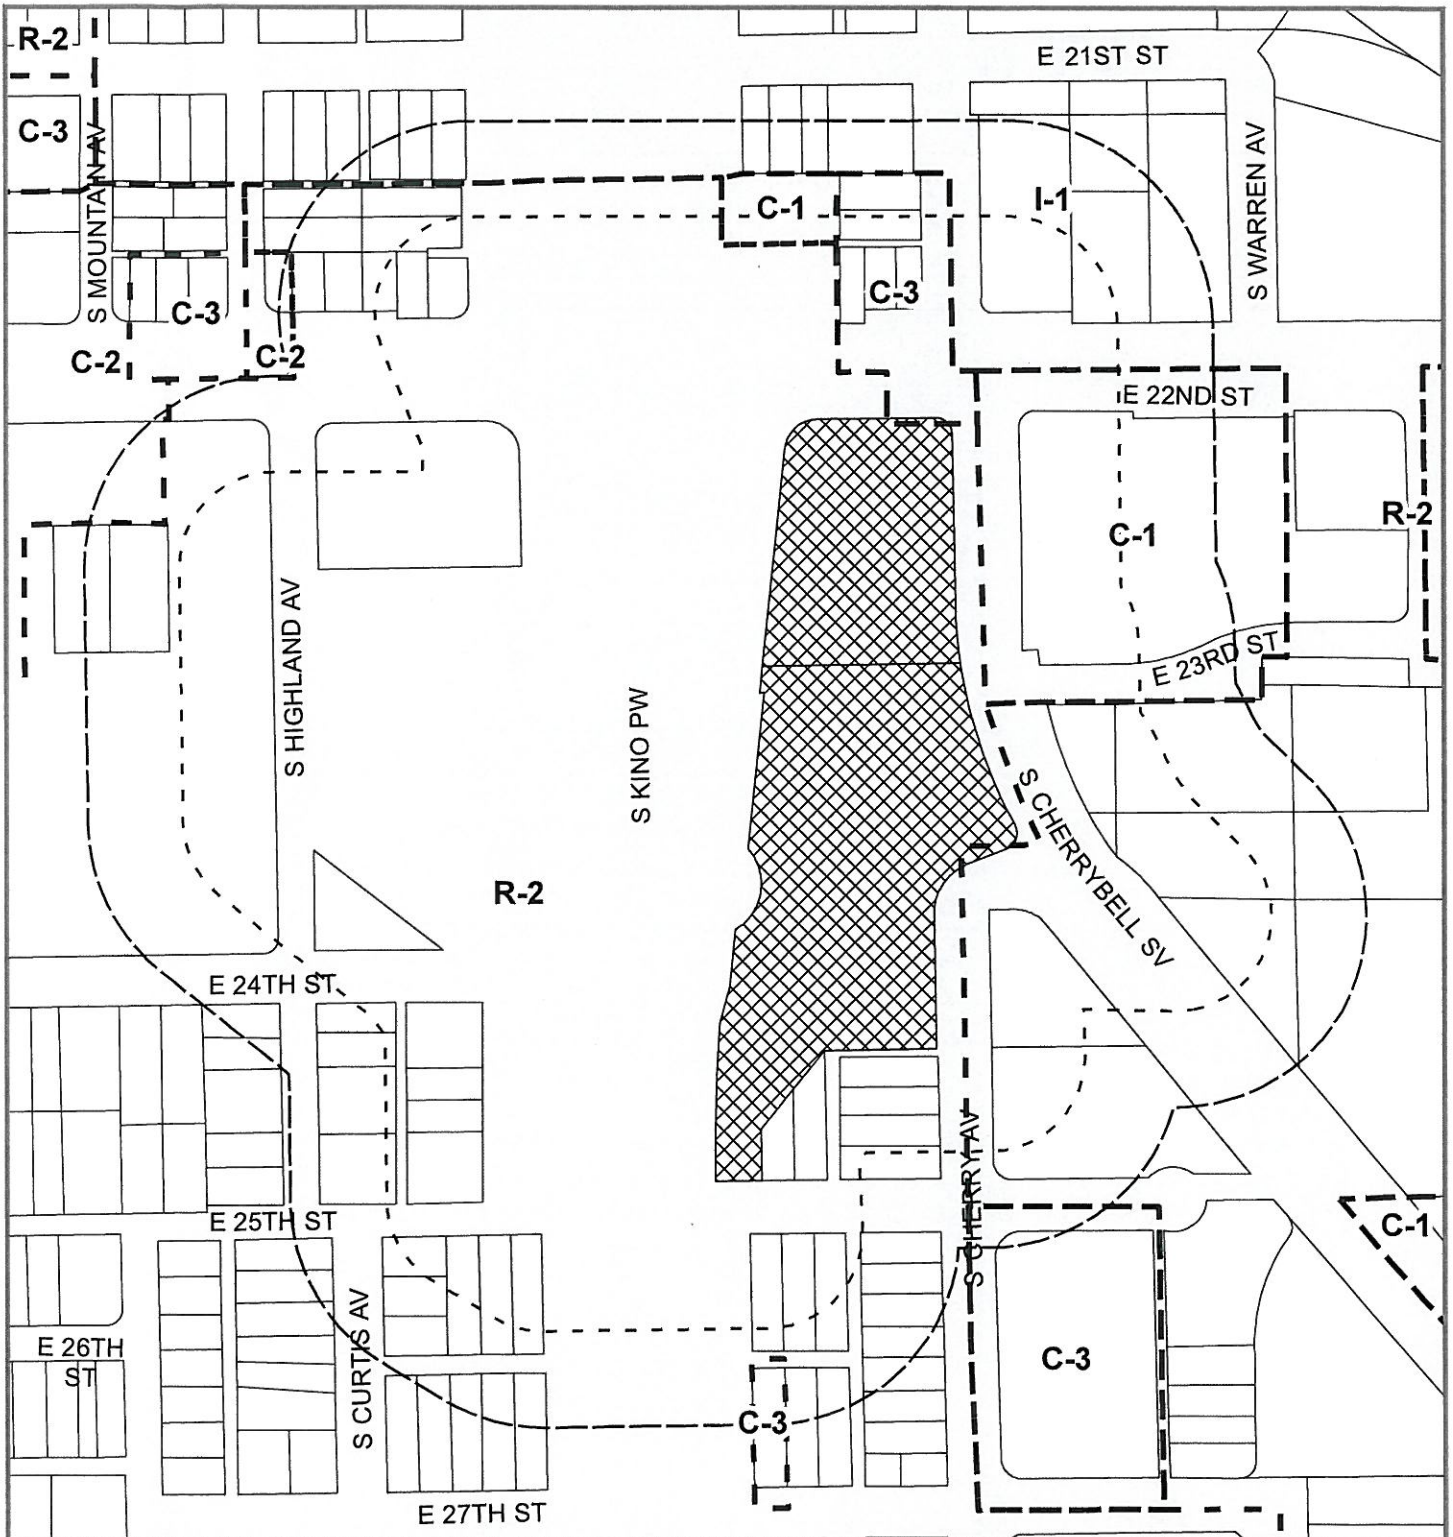 R-2
E 21ST ST
C-3
S MOUNTAIN AV
S WARREN AV
C-1
I-1
C-3
C-3
C-2
C-2
E 22ND ST
R-2
C-1
S HIGHLAND AV
E 23RD ST
S KINO PW
S CHERRYBELL SV
R-2
E 24TH ST
S CHERRY AV
E 25TH ST
C-1
E 26TH
ST
S CURTIS AV
C-3
C-3
E 27TH ST